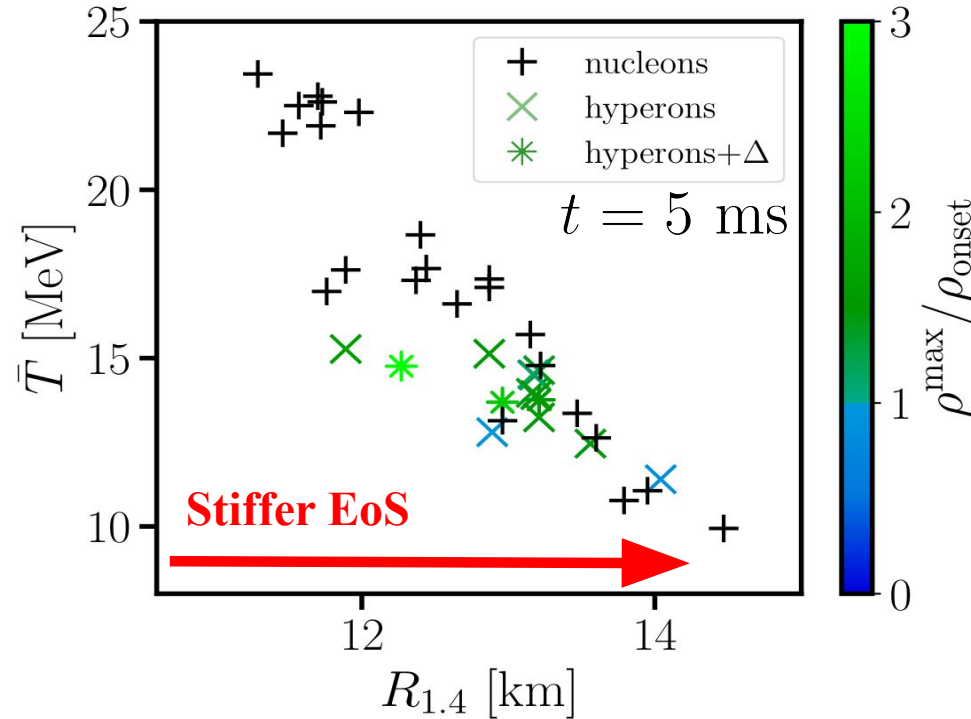 25
20
15
10
T̄ [MeV]
nucleons
hyperons
hyperons+Δ
t = 5 ms
Stiffer EoS
12
14
R₁.₄ [km]
3
2
1
0
ρᵐᵃˣ/ρₒₙₛₑₜ